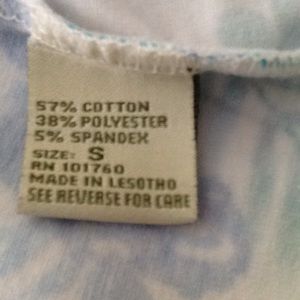 57% COTTON
38% POLYESTER
5% SPANDEX
SIZE: S
RN 101760
MADE IN LESOTHO
SEE REVERSE FOR CARE